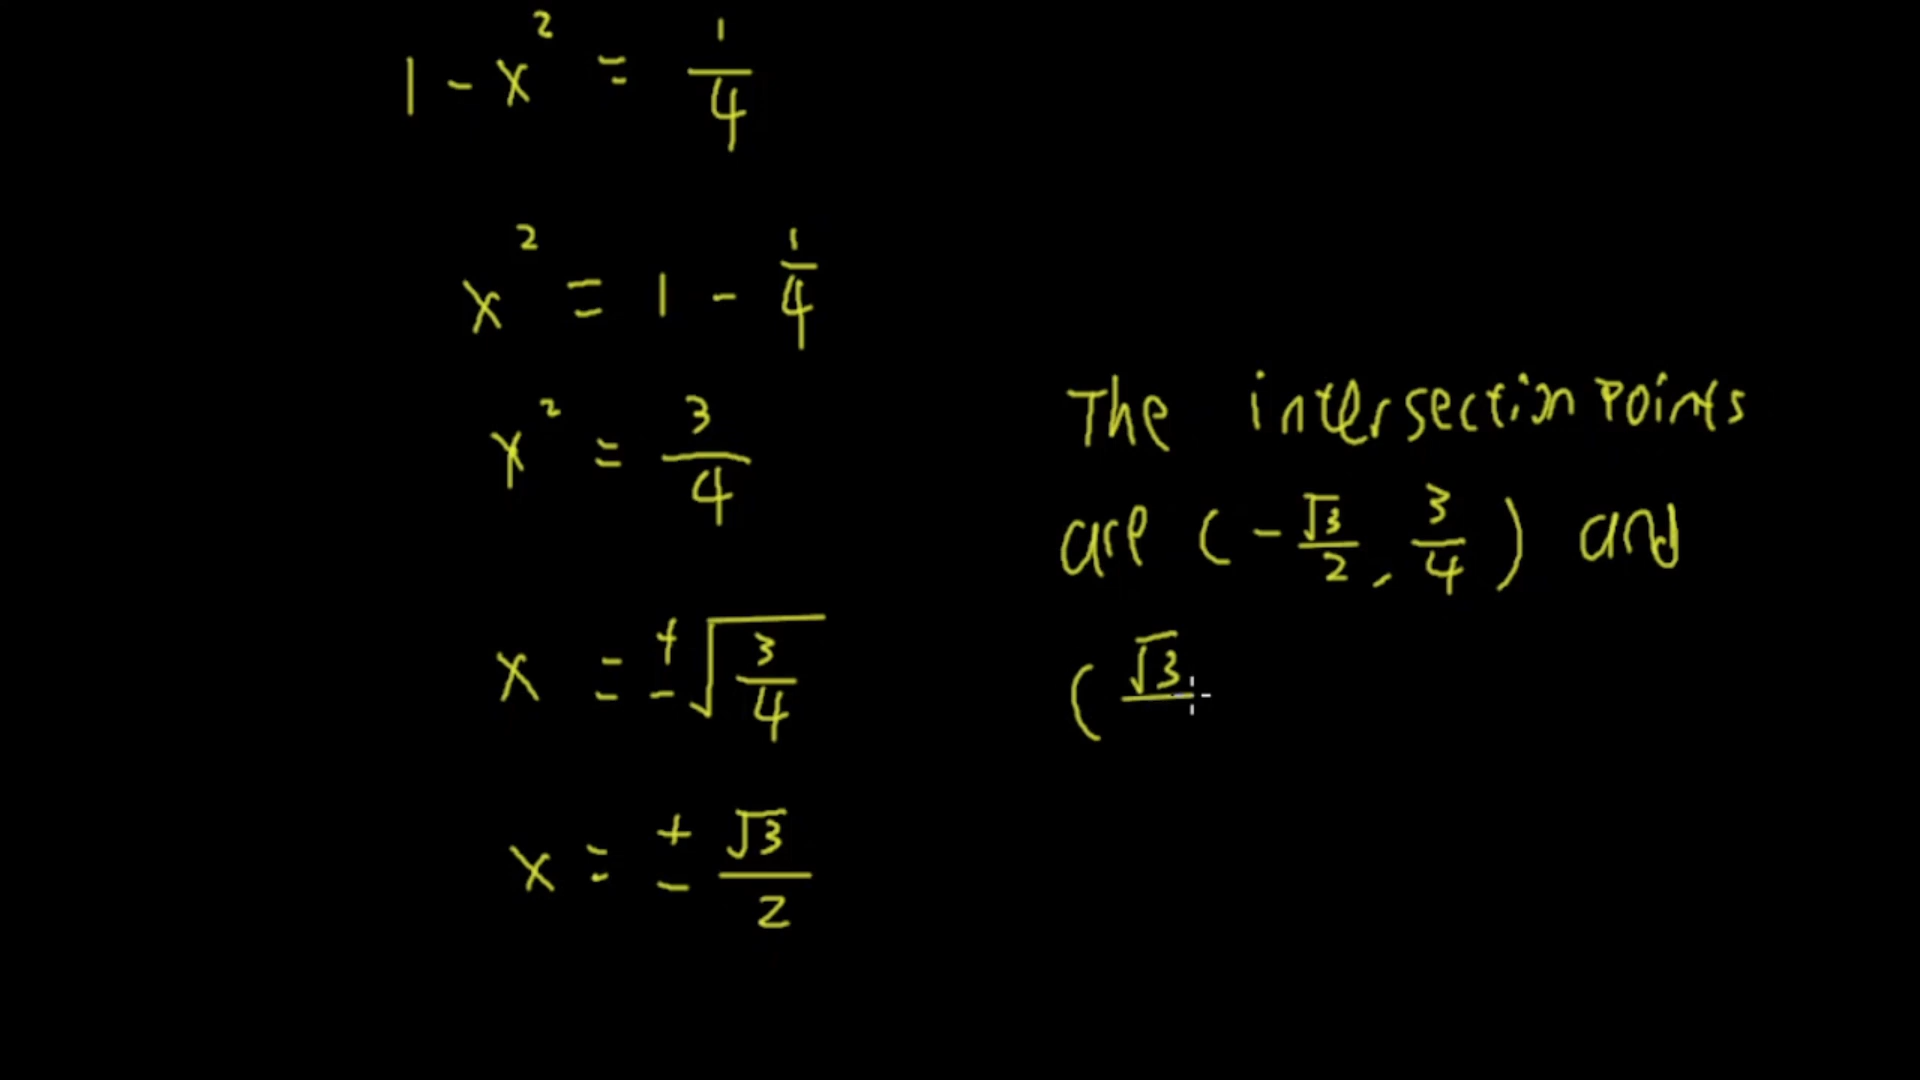 1 - x² = 1/4
x² = 1 - 1/4
x² = 3/4
x = ±√(3/4)
x = ± √3/2
The intersection points
are (-√3/2, 3/4) and
(√3